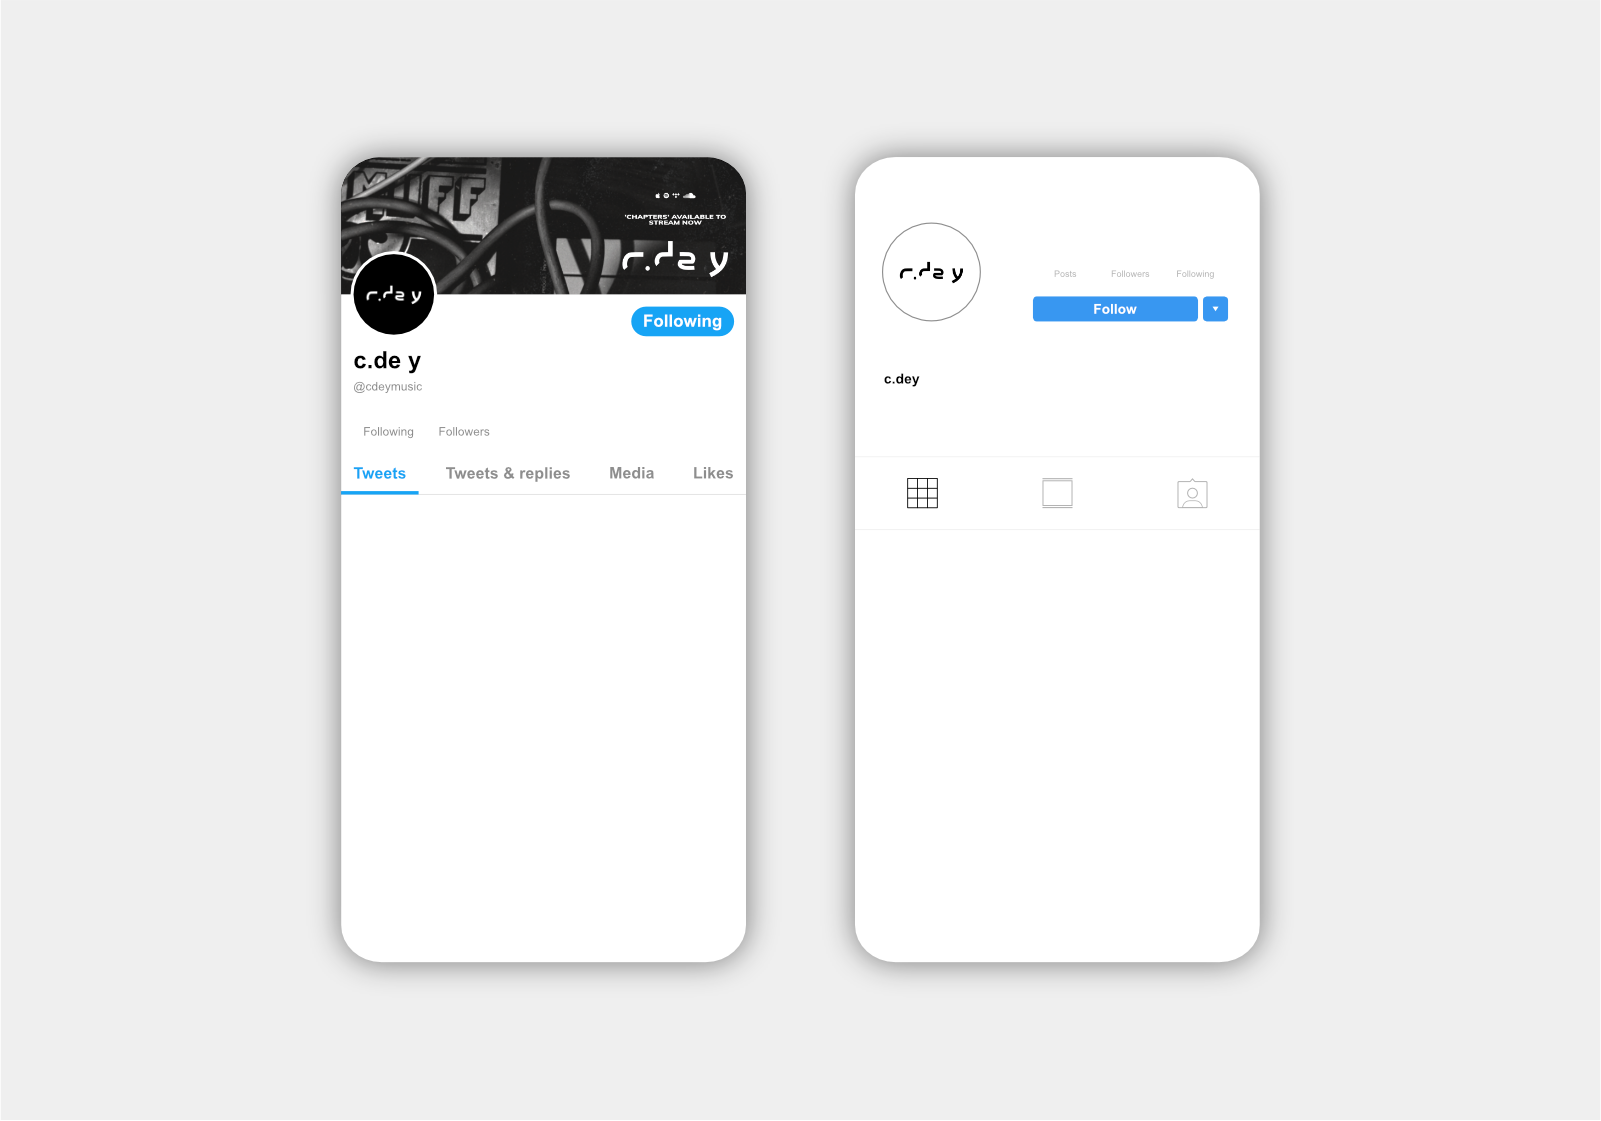 MUFF
'CHAPTERS' AVAILABLE TO
STREAM NOW
c.de y
c.de y
Following
c.de y
@cdeymusic
Following Followers
Tweets Tweets & replies Media Likes
c.de y
Posts Followers Following
Follow
c.dey